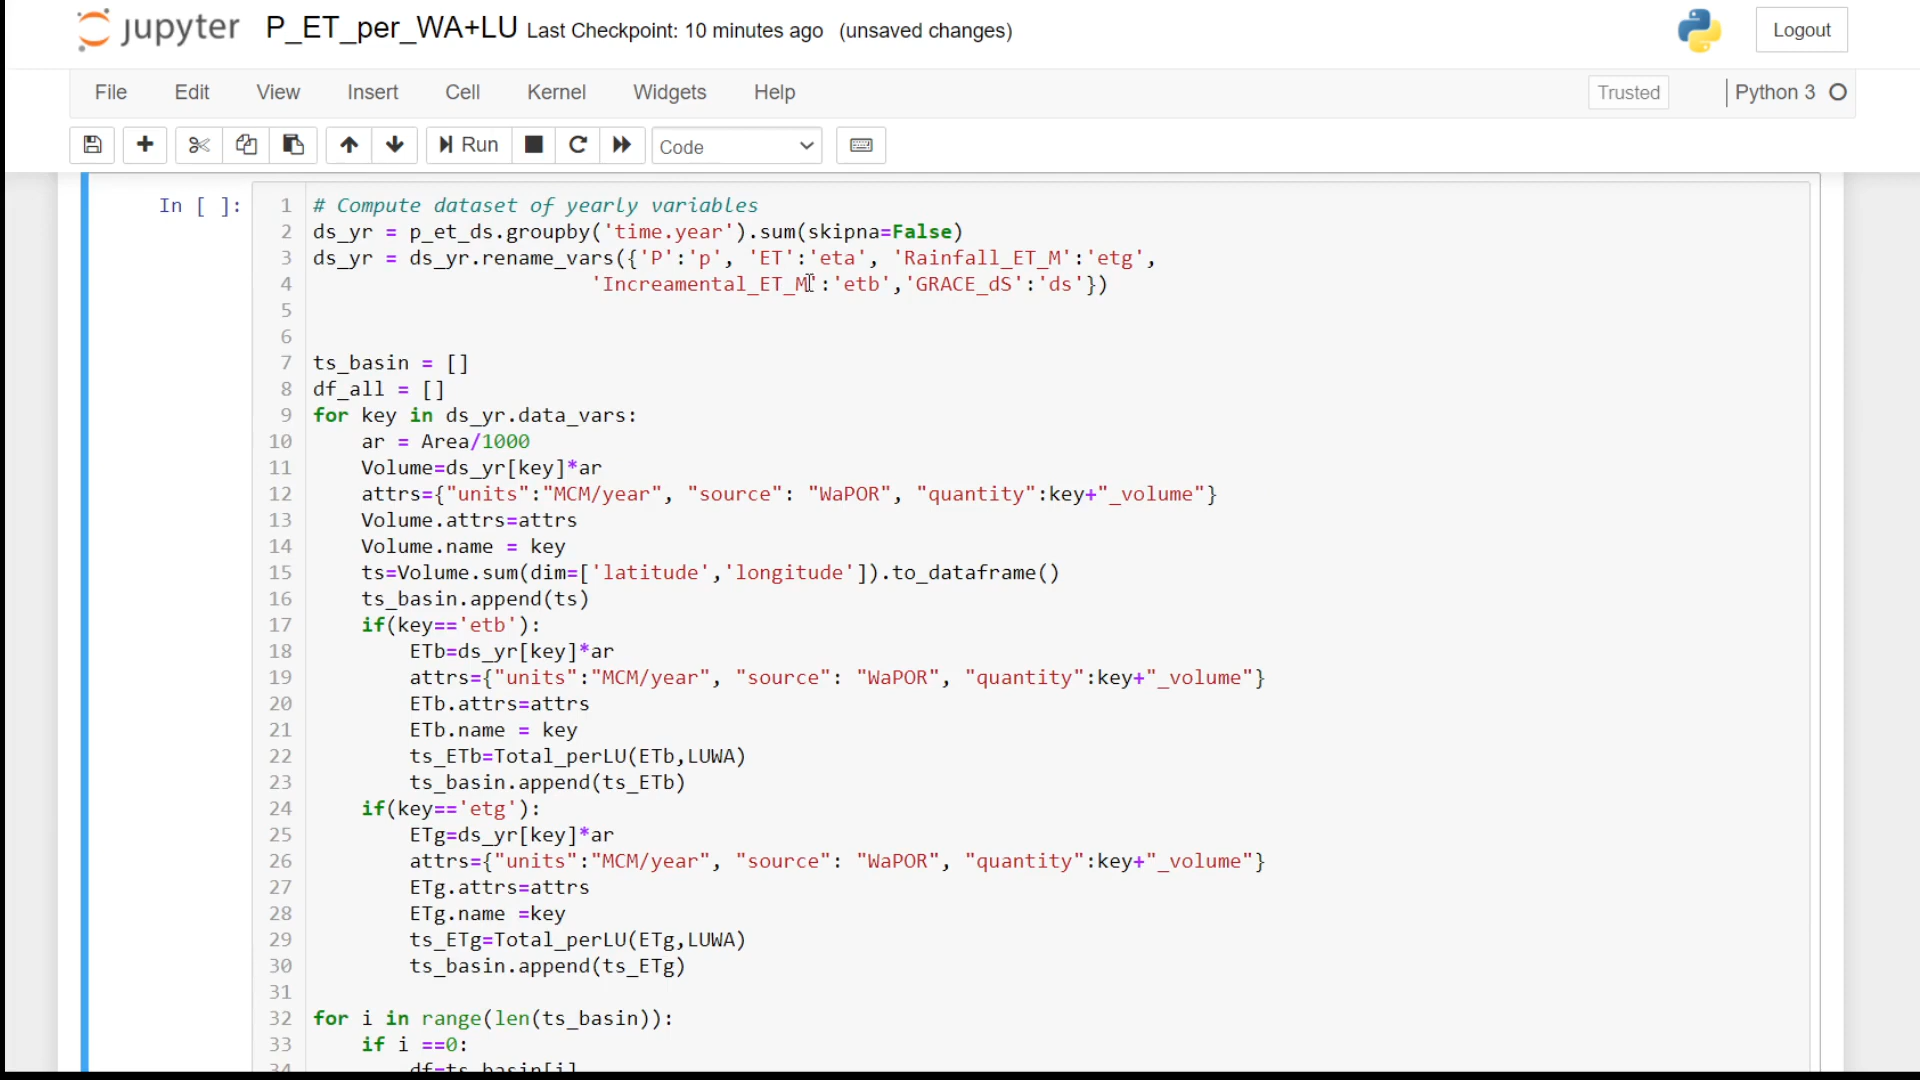 jupyter P_ET_per_WA+LU Last Checkpoint: 10 minutes ago (unsaved changes) Logout
File Edit View Insert Cell Kernel Widgets Help Trusted Python 3
Run Code
In [ ]:
1 # Compute dataset of yearly variables
2 ds_yr = p_et_ds.groupby('time.year').sum(skipna=False)
3 ds_yr = ds_yr.rename_vars({'P':'p', 'ET':'eta', 'Rainfall_ET_M':'etg',
4 'Increamental_ET_M':'etb','GRACE_dS':'ds'})
5
6
7 ts_basin = []
8 df_all = []
9 for key in ds_yr.data_vars:
10 ar = Area/1000
11 Volume=ds_yr[key]*ar
12 attrs={"units":"MCM/year", "source": "WaPOR", "quantity":key+"_volume"}
13 Volume.attrs=attrs
14 Volume.name = key
15 ts=Volume.sum(dim=['latitude','longitude']).to_dataframe()
16 ts_basin.append(ts)
17 if(key=='etb'):
18 ETb=ds_yr[key]*ar
19 attrs={"units":"MCM/year", "source": "WaPOR", "quantity":key+"_volume"}
20 ETb.attrs=attrs
21 ETb.name = key
22 ts_ETb=Total_perLU(ETb,LUWA)
23 ts_basin.append(ts_ETb)
24 if(key=='etg'):
25 ETg=ds_yr[key]*ar
26 attrs={"units":"MCM/year", "source": "WaPOR", "quantity":key+"_volume"}
27 ETg.attrs=attrs
28 ETg.name =key
29 ts_ETg=Total_perLU(ETg,LUWA)
30 ts_basin.append(ts_ETg)
31
32 for i in range(len(ts_basin)):
33 if i ==0:
34 df=ts_basin[i]